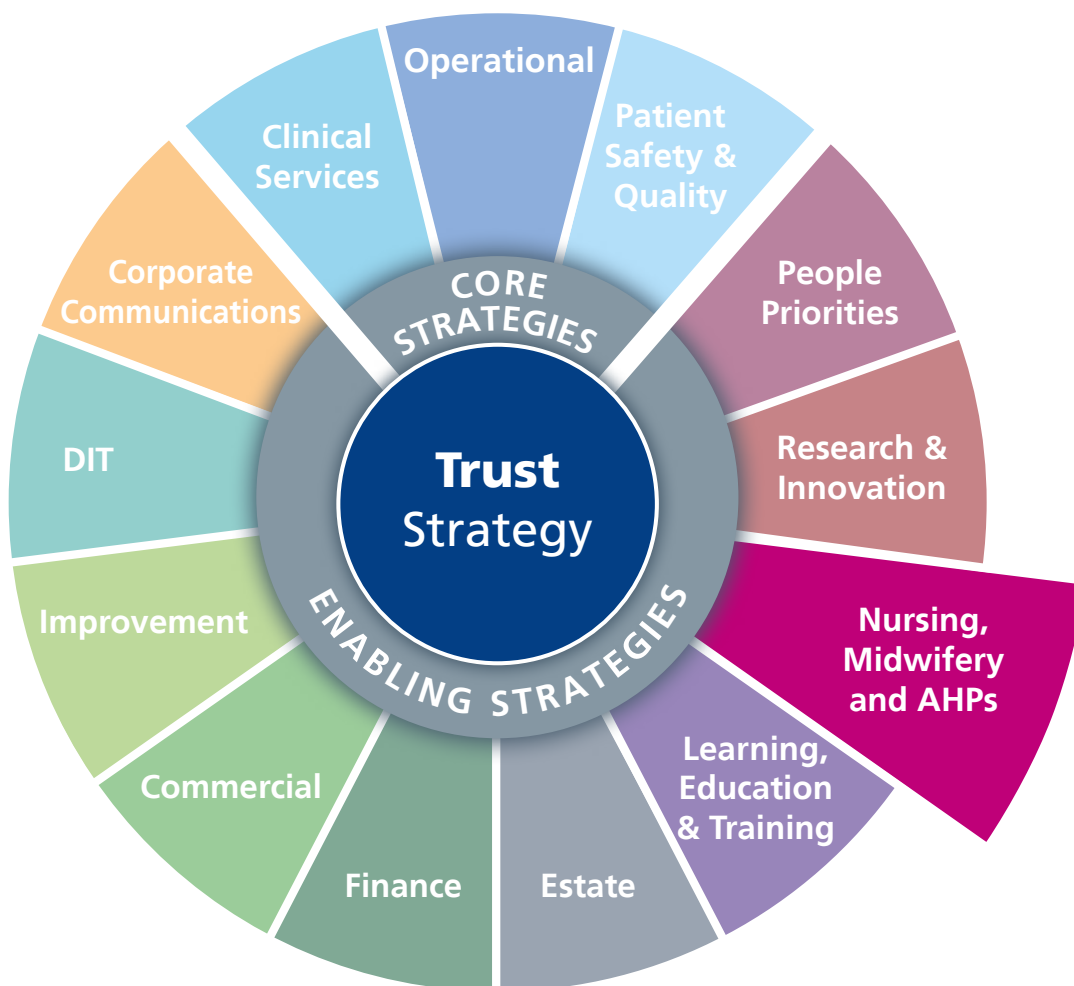 Operational
Patient
Safety &
Quality
People
Priorities
Research &
Innovation
Nursing,
Midwifery
and AHPs
Learning,
Education
& Training
Estate
Finance
Commercial
Improvement
DIT
Corporate
Communications
Clinical
Services
CORE
STRATEGIES
Trust
Strategy
ENABLING STRATEGIES